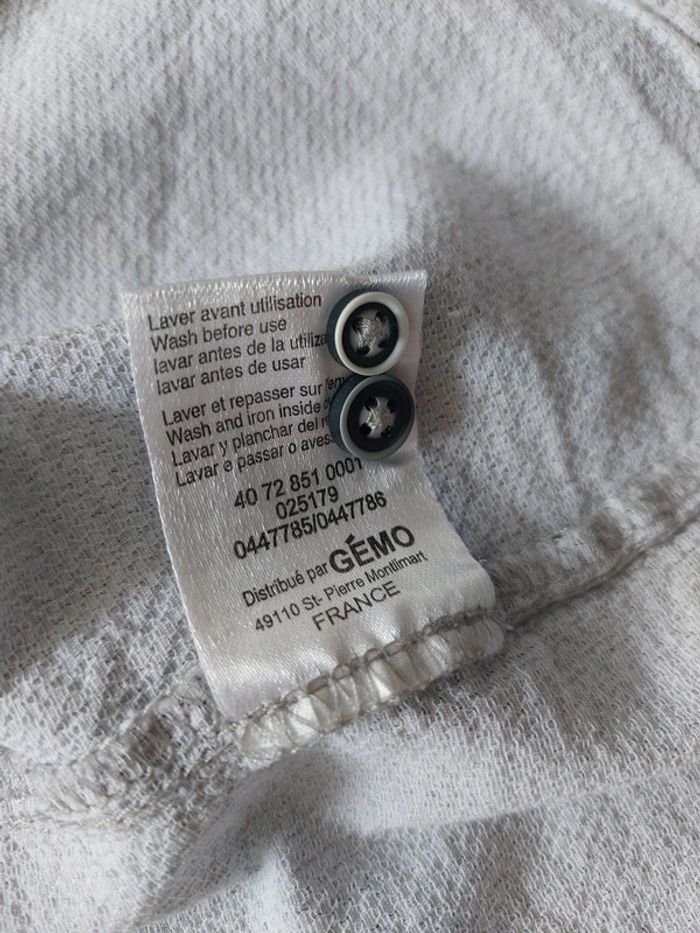 Laver avant utilisation
Wash before use
lavar antes de la utiliza
lavar antes de usar
Laver et repasser sur l'env
Wash and iron inside
Lavar y planchar del
Lavar e passar o aves
40 72 851 0001
025179
0447785/0447786
Distribué par GÉMO
49110 St- Pierre Montlimart
FRANCE